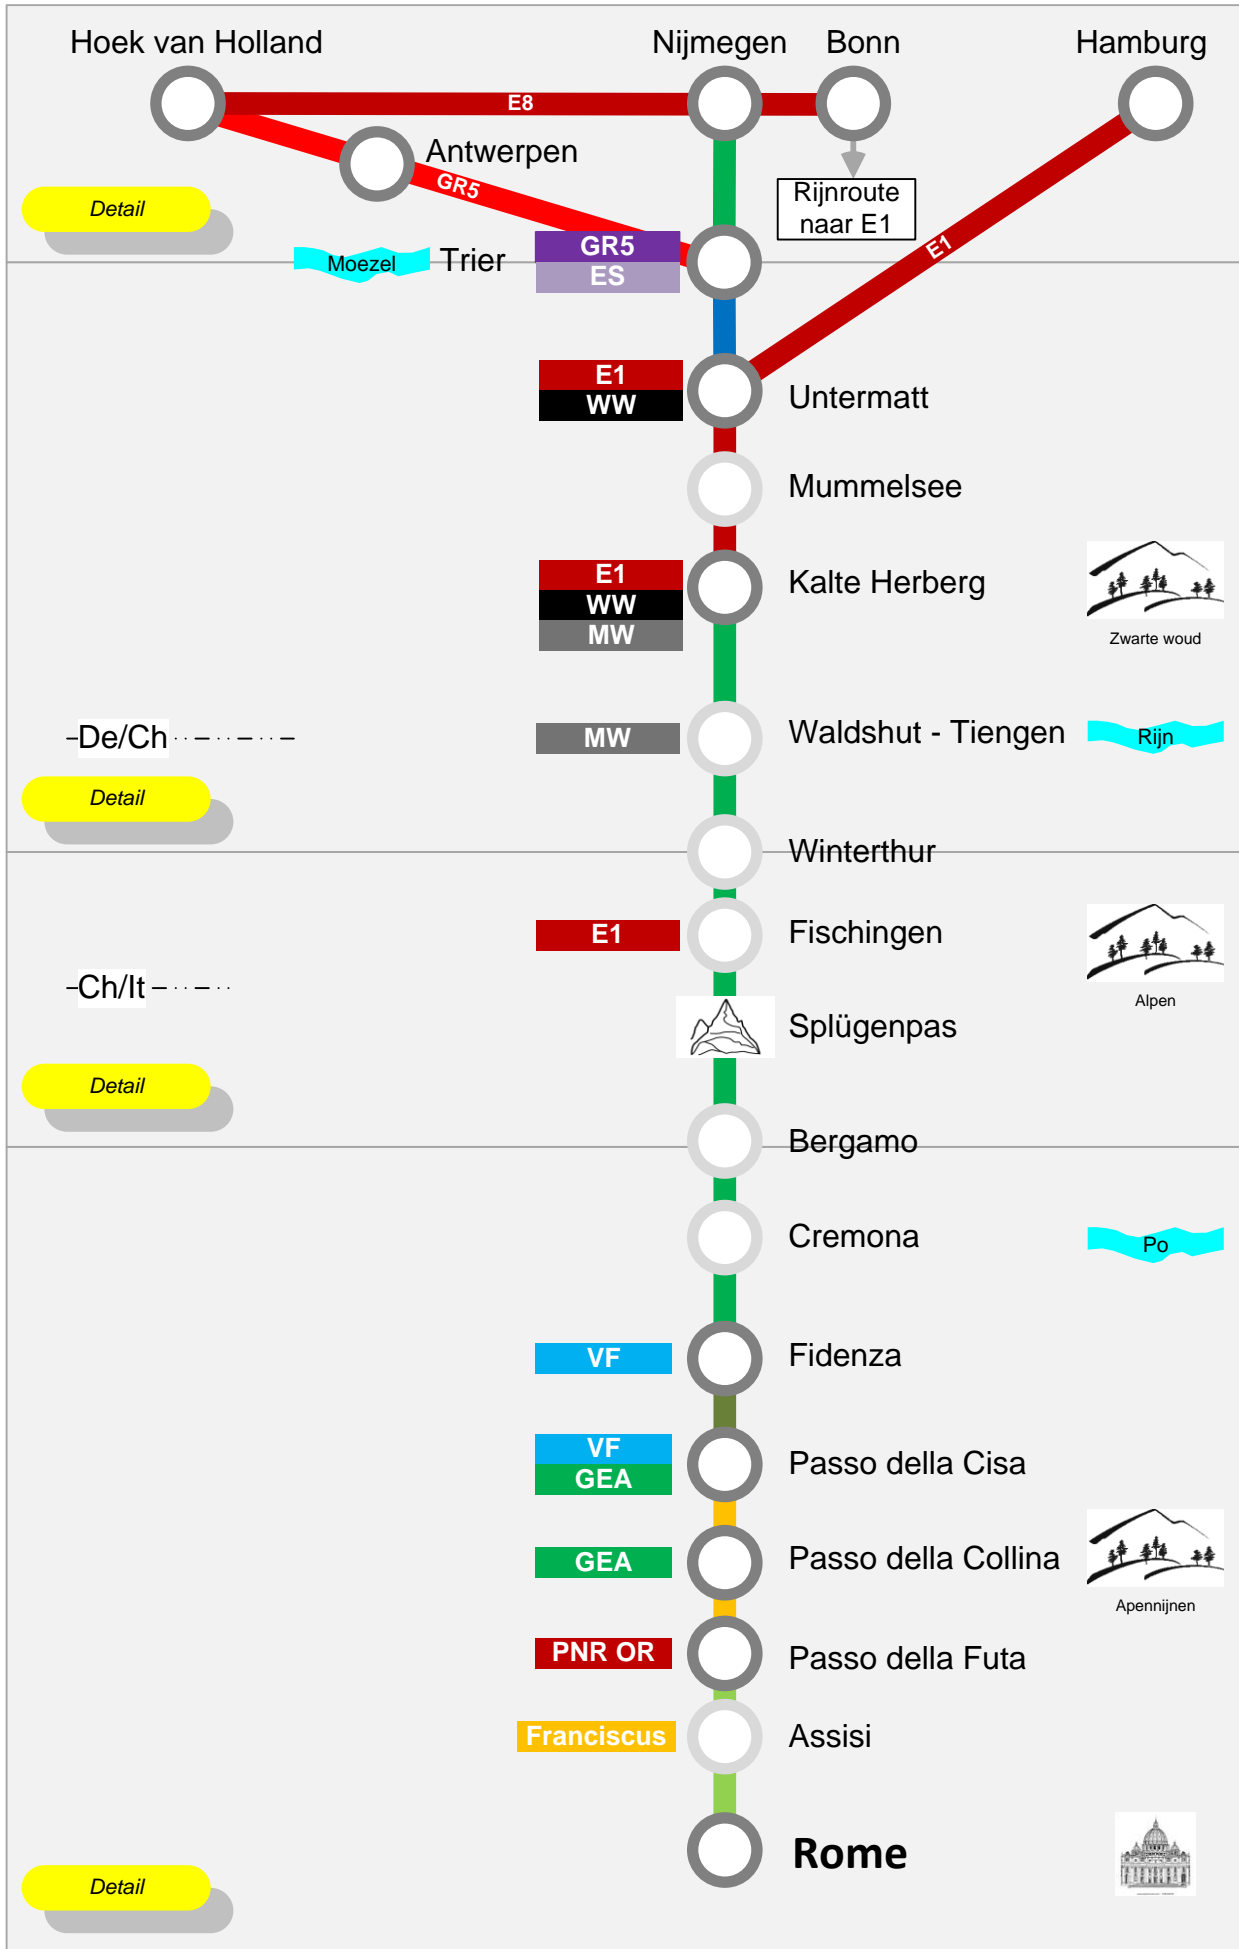 Hoek van Holland
Nijmegen
Bonn
Hamburg
E8
Antwerpen
GR5
Rijnroute
naar E1
E1
Detail
Moezel
Trier
GR5
ES
E1
WW
Untermatt
Mummelsee
E1
WW
MW
Kalte Herberg
Zwarte woud
De/Ch
MW
Waldshut - Tiengen
Rijn
Detail
Winterthur
E1
Fischingen
Alpen
Ch/It
Splügenpas
Detail
Bergamo
Cremona
Po
VF
Fidenza
VF
GEA
Passo della Cisa
GEA
Passo della Collina
Apennijnen
PNR OR
Passo della Futa
Franciscus
Assisi
Rome
Detail